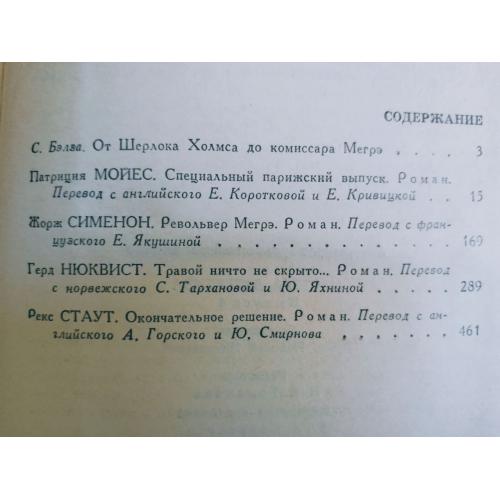 СОДЕРЖАНИЕ
С. Бэлза. От Шерлока Холмса до комиссара Мегрэ . . . . 3
Патриция МОЙЕС. Специальный парижский выпуск. Роман.
Перевод с английского Е. Коротковой и Е. Кривицкой . . 15
Жорж СИМЕНОН. Револьвер Мегрэ. Роман. Перевод с фран-
цузского Е. Якушиной . . . . . . . . . . . . . . 169
Герд НЮКВИСТ. Травой ничто не скрыто... Роман. Перевод
с норвежского С. Тархановой и Ю. Яхниной . . . . . 289
Рекс СТАУТ. Окончательное решение. Роман. Перевод с ан-
глийского А. Горского и Ю. Смирнова . . . . . . . 461